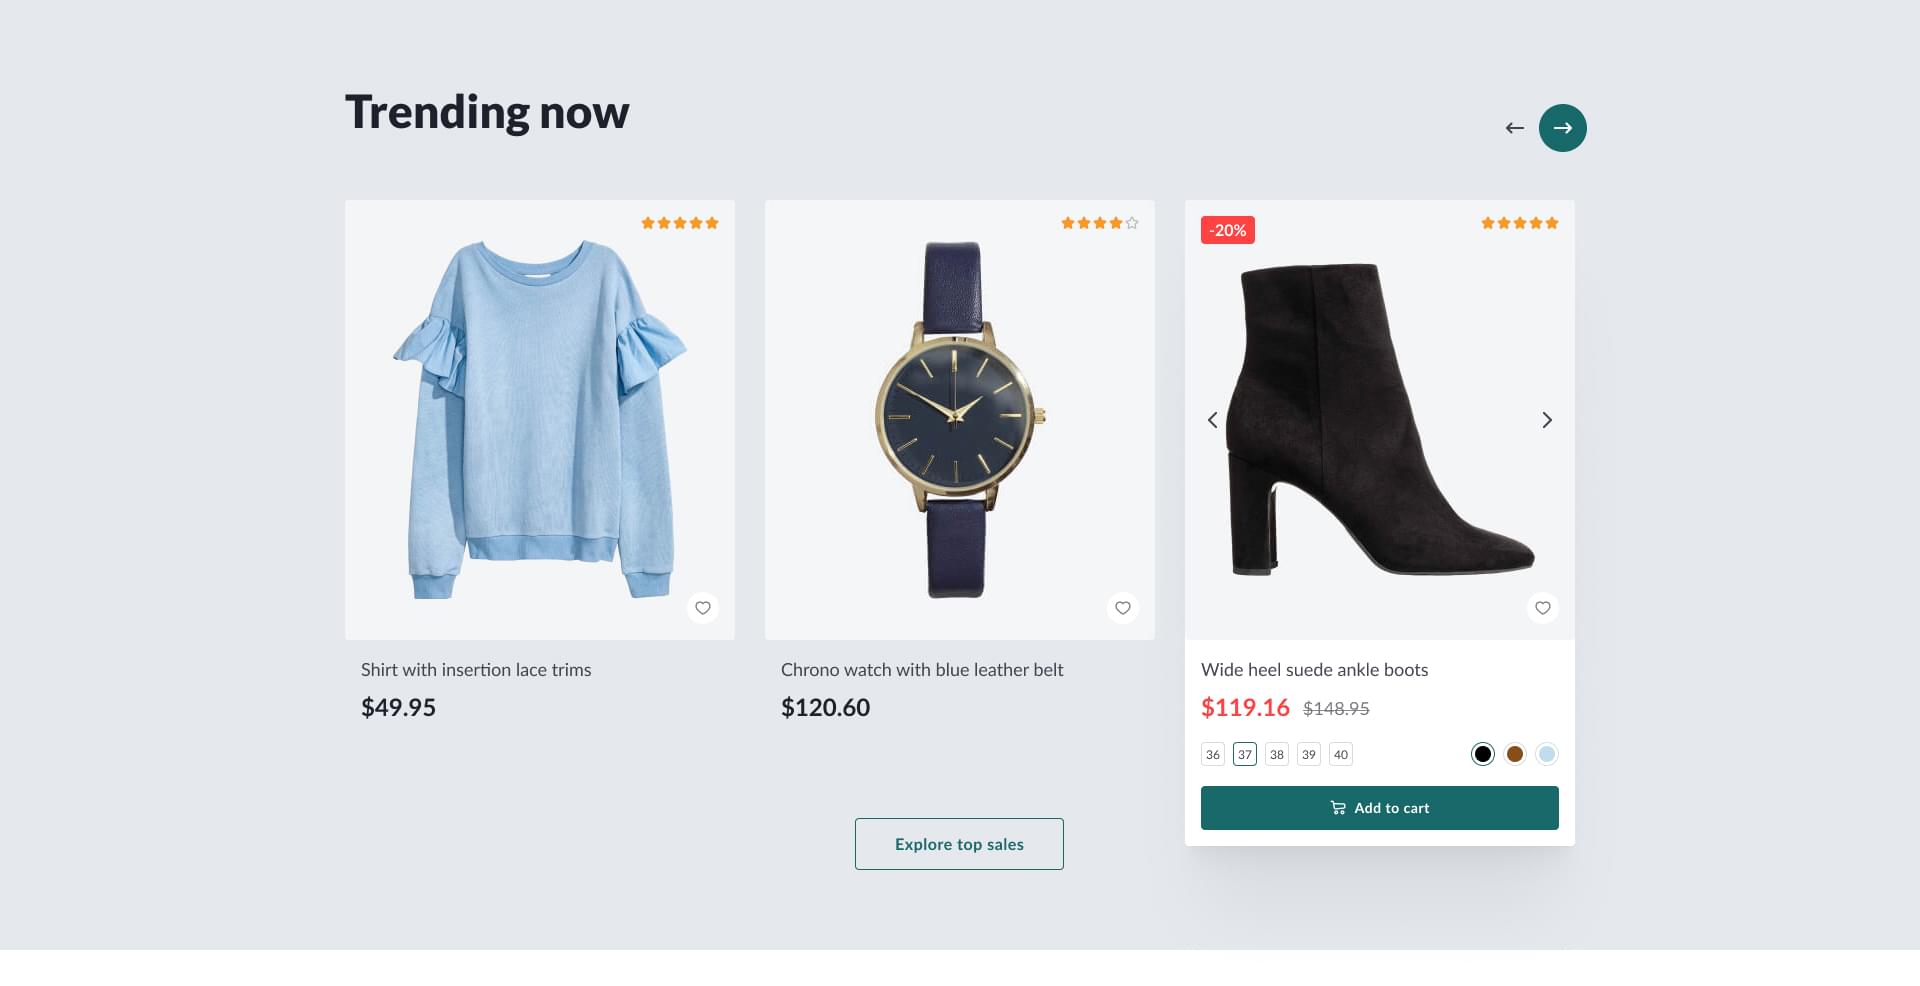 Trending now
Shirt with insertion lace trims
$49.95
Chrono watch with blue leather belt
$120.60
-20%
Wide heel suede ankle boots
$119.16 $148.95
36 37 38 39 40
Add to cart
Explore top sales